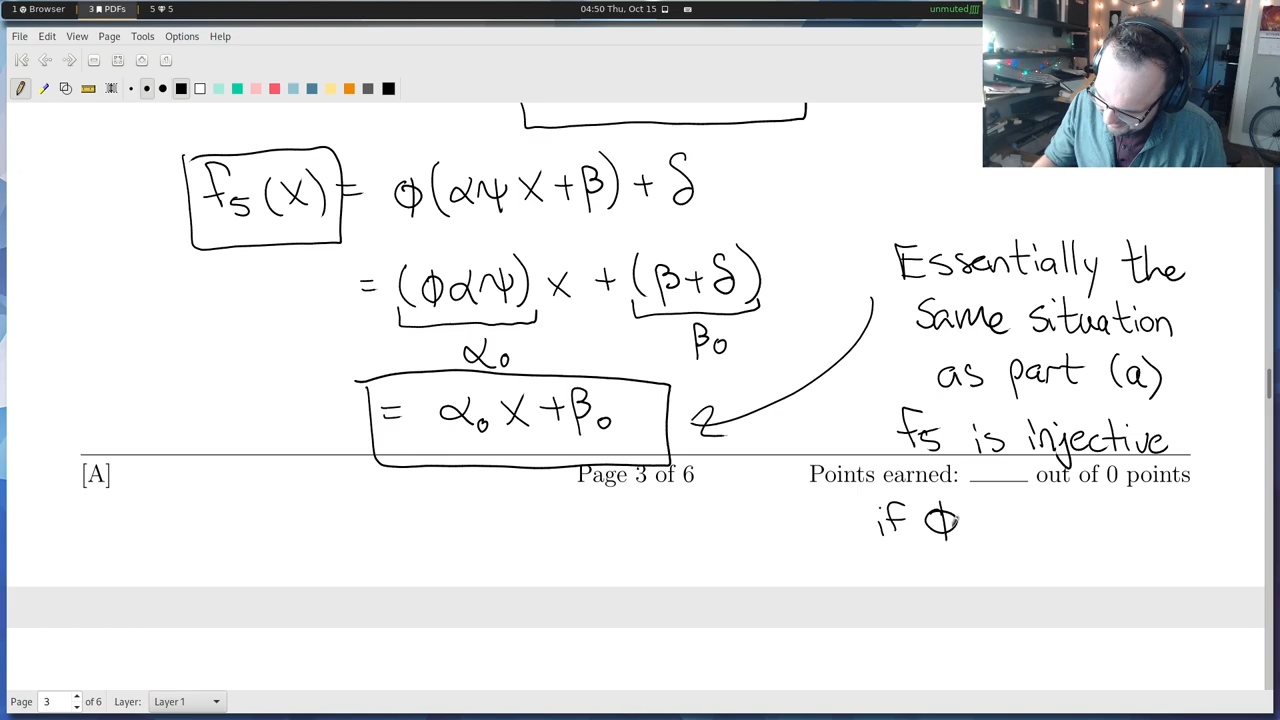 1 Browser 3 PDFs 5 5 04:50 Thu, Oct 15 unmuted
File Edit View Page Tools Options Help
f₅(x) = ϕ(αψx+β)+δ
= (ϕαψ) x + (β+δ)
α₀ β₀
= α₀x+β₀
Essentially the
same situation
as part (a)
f₅ is injective
[A] Page 3 of 6 Points earned: ____ out of 0 points
if ϕ
Page 3 of 6 Layer: Layer 1